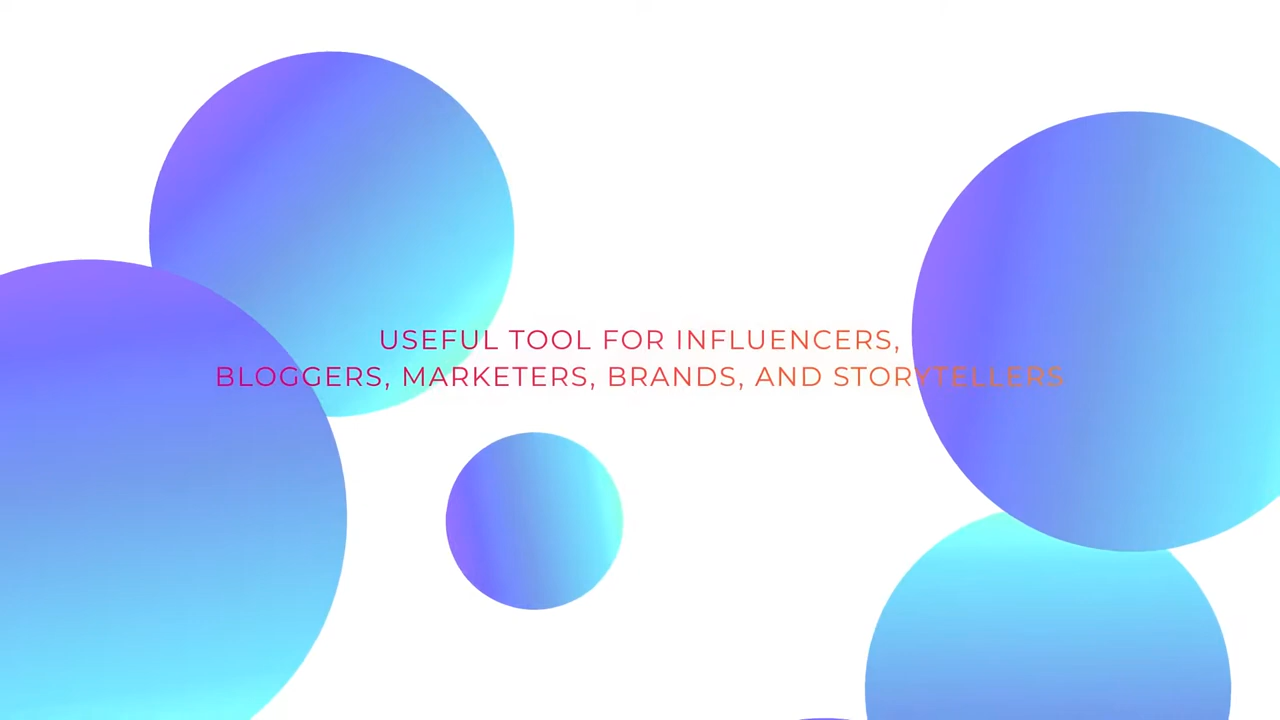 USEFUL TOOL FOR INFLUENCERS,
BLOGGERS, MARKETERS, BRANDS, AND STORYTELLERS